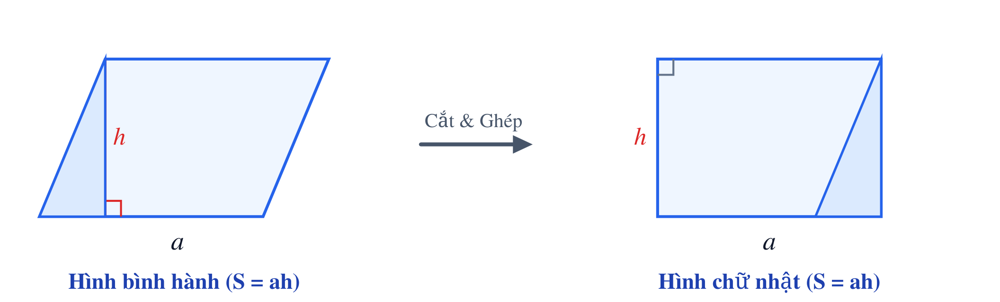 h
a
Hình bình hành (S = ah)
Cắt & Ghép
h
a
Hình chữ nhật (S = ah)